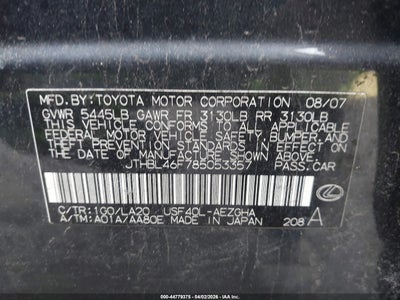 MFD.BY:TOYOTA MOTOR CORPORATION 08/07
GVWR 5445LB GAWR FR 3130LB RR 3130LB
THIS VEHICLE CONFORMS TO ALL APPLICABLE
FEDERAL MOTOR VEHICLE SAFETY, BUMPER, AND
THEFT PREVENTION STANDARDS IN EFFECT ON
THE DATE OF MANUFACTURE SHOWN ABOVE.
JTHBL46F785053357 PASS.CAR
C/TR:1G0/LA20 USF40L-AEZGHA
A/TM:A01A/AA80E MADE IN JAPAN 208 A
000-44779375 - 04/02/2026 - IAAI US